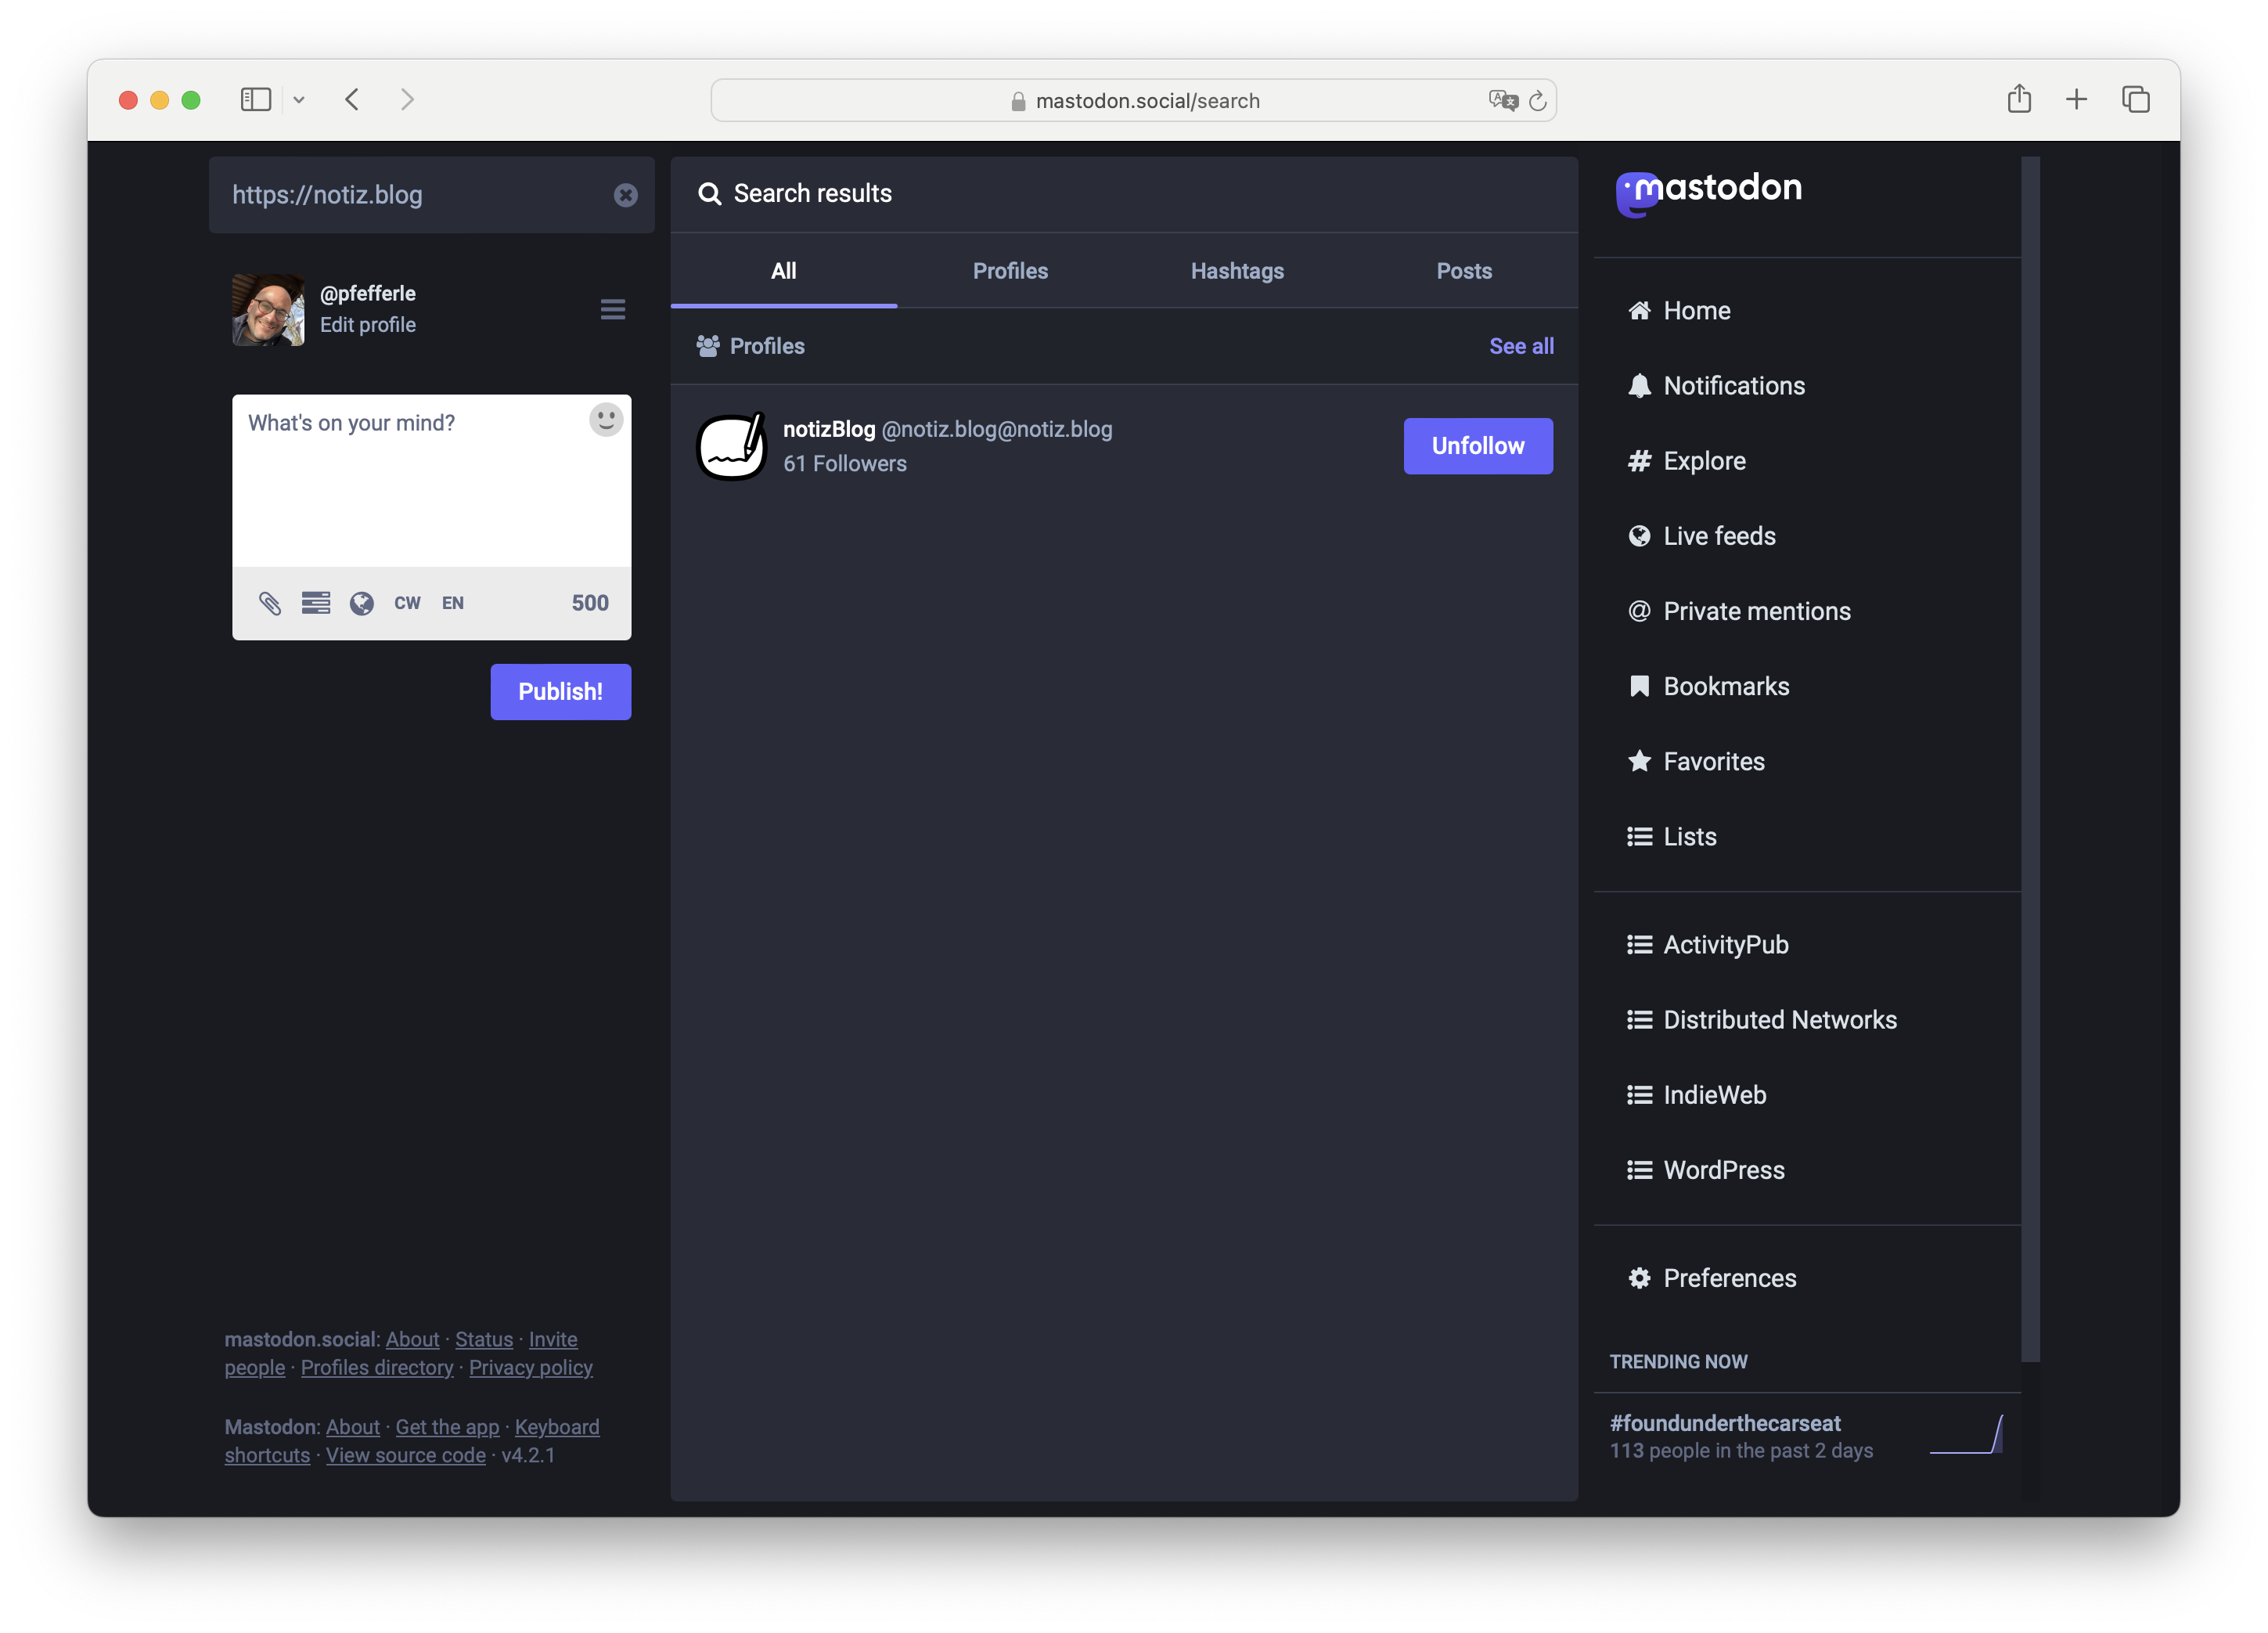 mastodon.social/search
https://notiz.blog
@pfefferle
Edit profile
What's on your mind?
CW EN 500
Publish!
mastodon.social: About · Status · Invite
people · Profiles directory · Privacy policy
Mastodon: About · Get the app · Keyboard
shortcuts · View source code · v4.2.1
Search results
All Profiles Hashtags Posts
Profiles See all
notizBlog @notiz.blog@notiz.blog
61 Followers
Unfollow
mastodon
Home
Notifications
Explore
Live feeds
Private mentions
Bookmarks
Favorites
Lists
ActivityPub
Distributed Networks
IndieWeb
WordPress
Preferences
TRENDING NOW
#foundunderthecarseat
113 people in the past 2 days